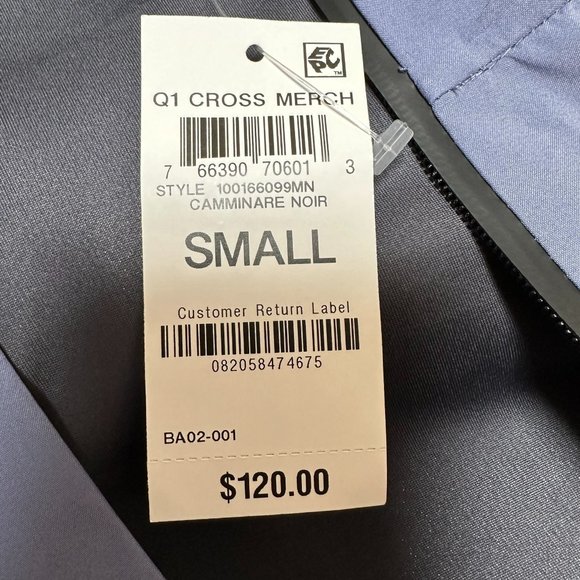 EPC™
Q1 CROSS MERCH
7 66390 70601 3
STYLE 100166099MN
CAMMINARE NOIR
SMALL
Customer Return Label
082058474675
BA02-001
$120.00